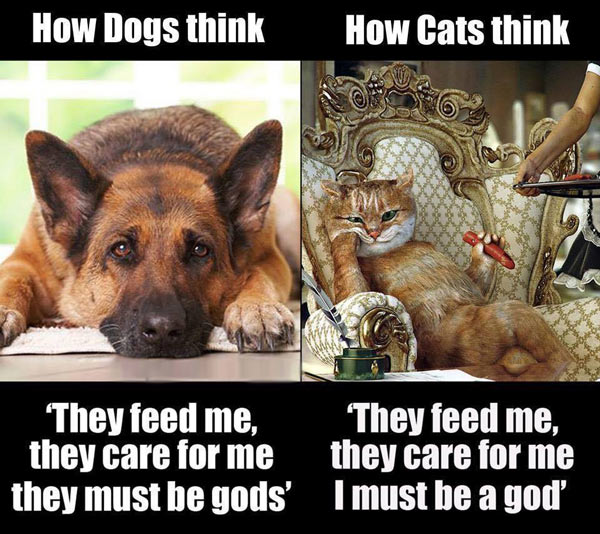 How Dogs think
How Cats think
‘They feed me,
they care for me
they must be gods’
‘They feed me,
they care for me
I must be a god’